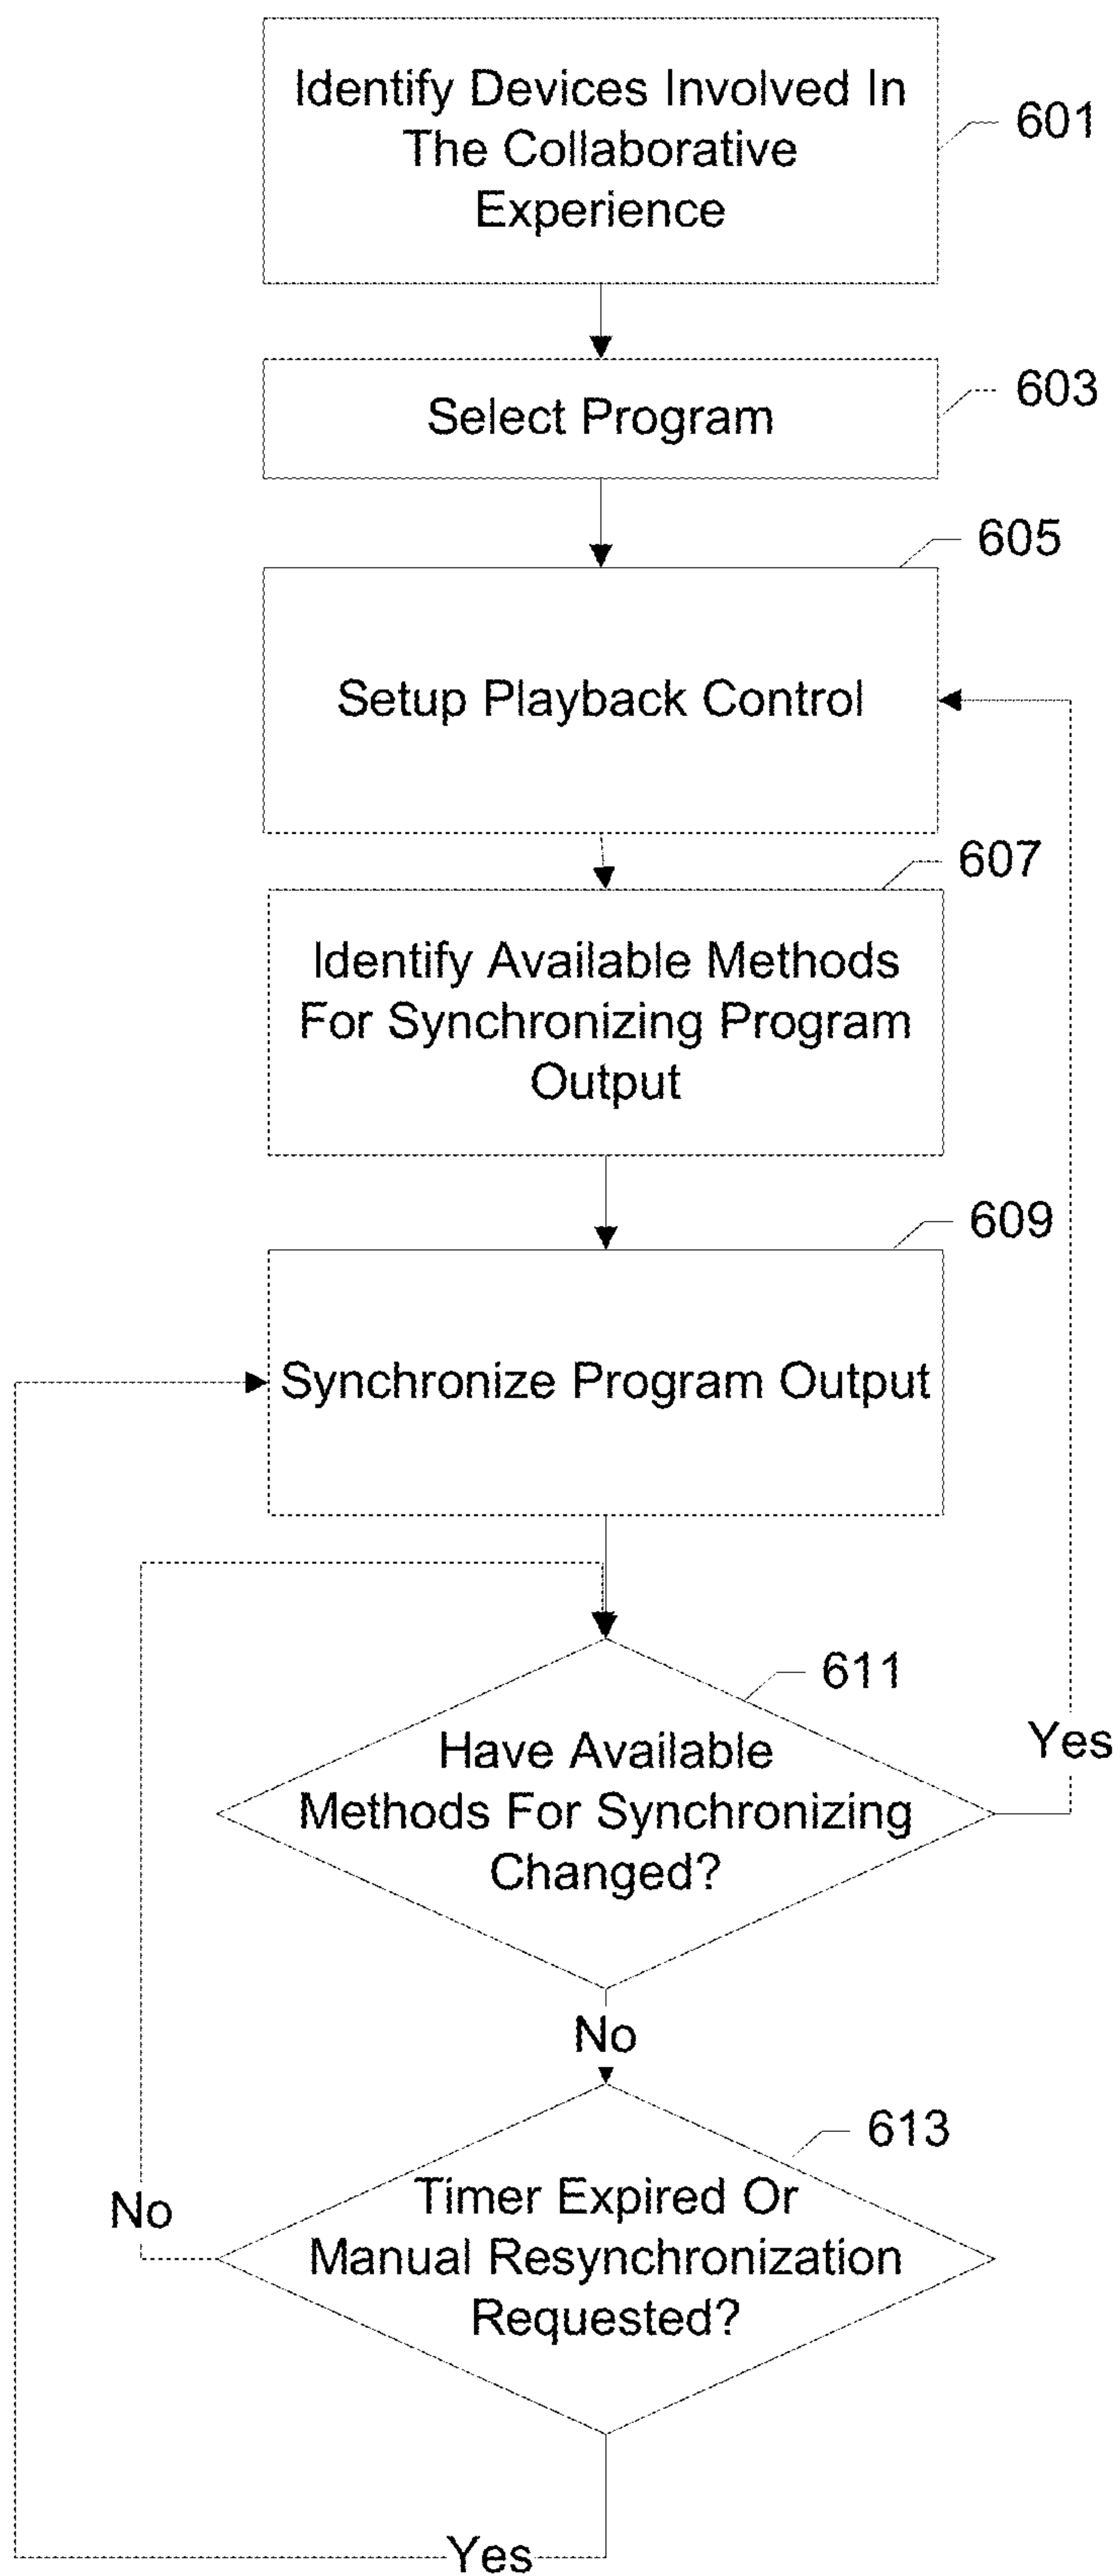 Identify Devices Involved In
The Collaborative
Experience
601
Select Program
603
605
Setup Playback Control
607
Identify Available Methods
For Synchronizing Program
Output
609
Synchronize Program Output
611
Have Available
Methods For Synchronizing
Changed?
Yes
No
613
Timer Expired Or
Manual Resynchronization
Requested?
No
Yes